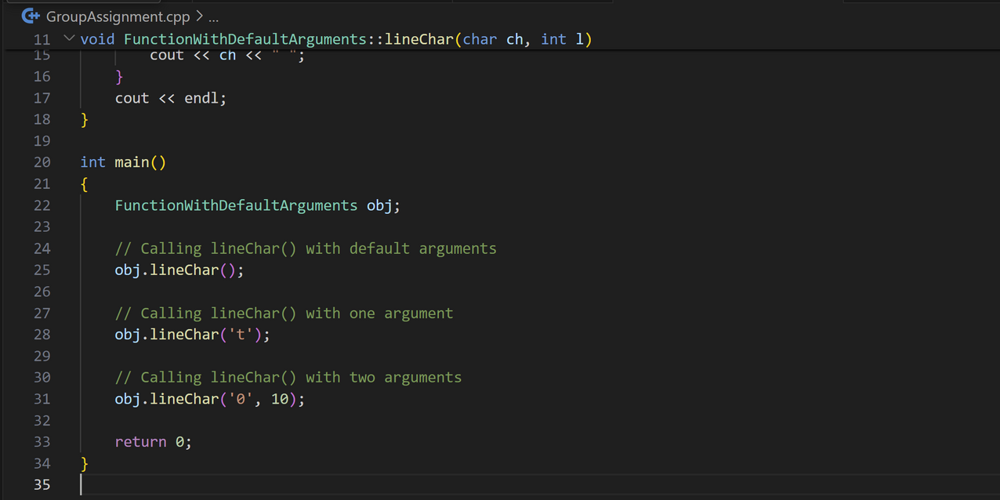 GroupAssignment.cpp > ...
11 void FunctionWithDefaultArguments::lineChar(char ch, int l)
15         cout << ch << " ";
16     }
17     cout << endl;
18 }
19
20 int main()
21 {
22     FunctionWithDefaultArguments obj;
23
24     // Calling lineChar() with default arguments
25     obj.lineChar();
26
27     // Calling lineChar() with one argument
28     obj.lineChar('t');
29
30     // Calling lineChar() with two arguments
31     obj.lineChar('0', 10);
32
33     return 0;
34 }
35